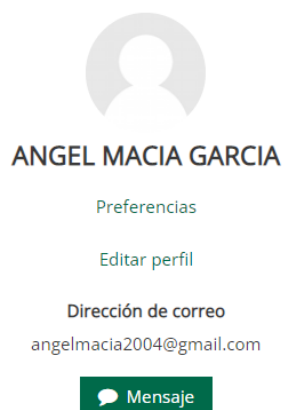 ANGEL MACIA GARCIA
Preferencias
Editar perfil
Dirección de correo
angelmacia2004@gmail.com
Mensaje